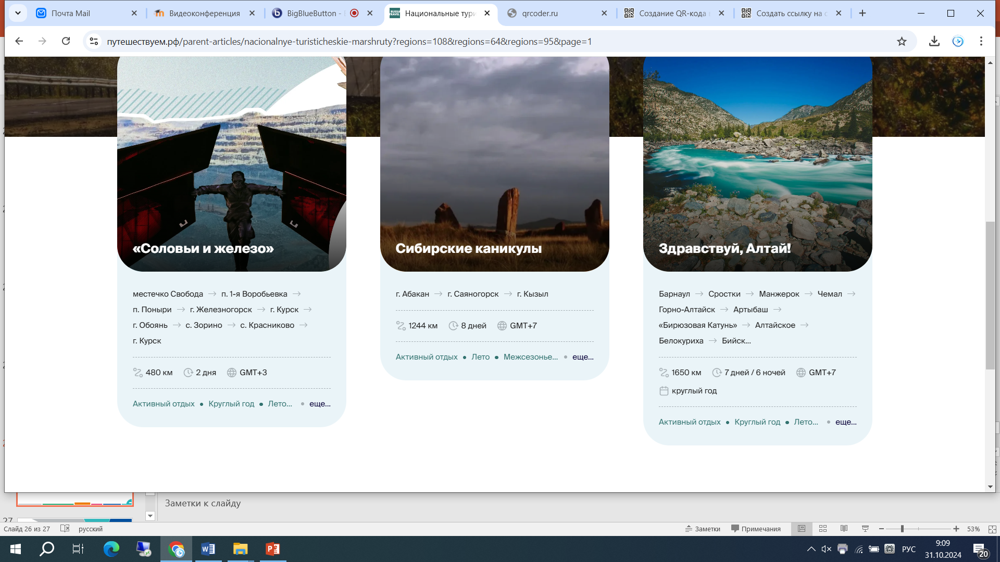 Почта Mail
Видеоконференция
BigBlueButton -
Национальные тури
qrcoder.ru
Создание QR-кода
Создать ссылку на
путешествуем.рф/parent-articles/nacionalnye-turisticheskie-marshruty?regions=108&regions=64&regions=95&page=1
«Соловьи и железо»
местечко Свобода → п. 1-я Воробьевка →
п. Поныри → г. Железногорск → г. Курск →
г. Обоянь → с. Зорино → с. Красниково →
г. Курск
480 км 2 дня GMT+3
Активный отдых • Круглый год • Лето... • еще...
Сибирские каникулы
г. Абакан → г. Саяногорск → г. Кызыл
1244 км 8 дней GMT+7
Активный отдых • Лето • Межсезонье... • еще...
Здравствуй, Алтай!
Барнаул → Сростки → Манжерок → Чемал →
Горно-Алтайск → Артыбаш →
«Бирюзовая Катунь» → Алтайское →
Белокуриха → Бийск...
1650 км 7 дней / 6 ночей GMT+7
круглый год
Активный отдых • Круглый год • Лето... • еще...
Заметки к слайду
27
Слайд 26 из 27 русский
Заметки Примечания 53%
РУС
9:09
31.10.2024
20